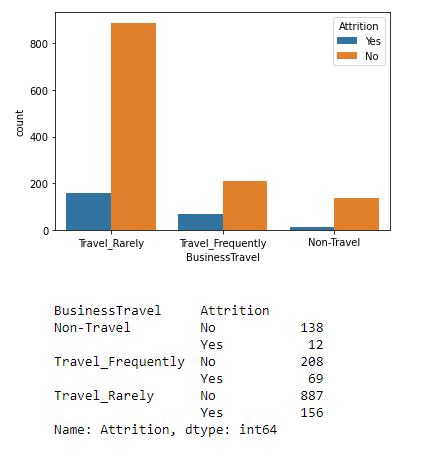 Attrition
Yes
No
800
600
400
200
0
count
Travel_Rarely Travel_Frequently Non-Travel
BusinessTravel
BusinessTravel Attrition
Non-Travel No 138
Yes 12
Travel_Frequently No 208
Yes 69
Travel_Rarely No 887
Yes 156
Name: Attrition, dtype: int64